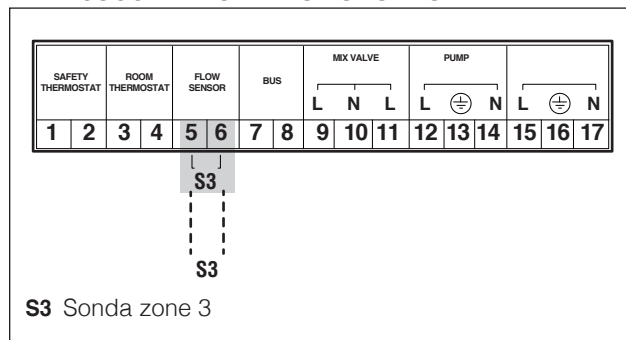 MIX VALVE PUMP
SAFETY THERMOSTAT ROOM THERMOSTAT FLOW SENSOR BUS
L N L L N L N
1 2 3 4 5 6 7 8 9 10 11 12 13 14 15 16 17
S3
S3
S3 Sonda zone 3